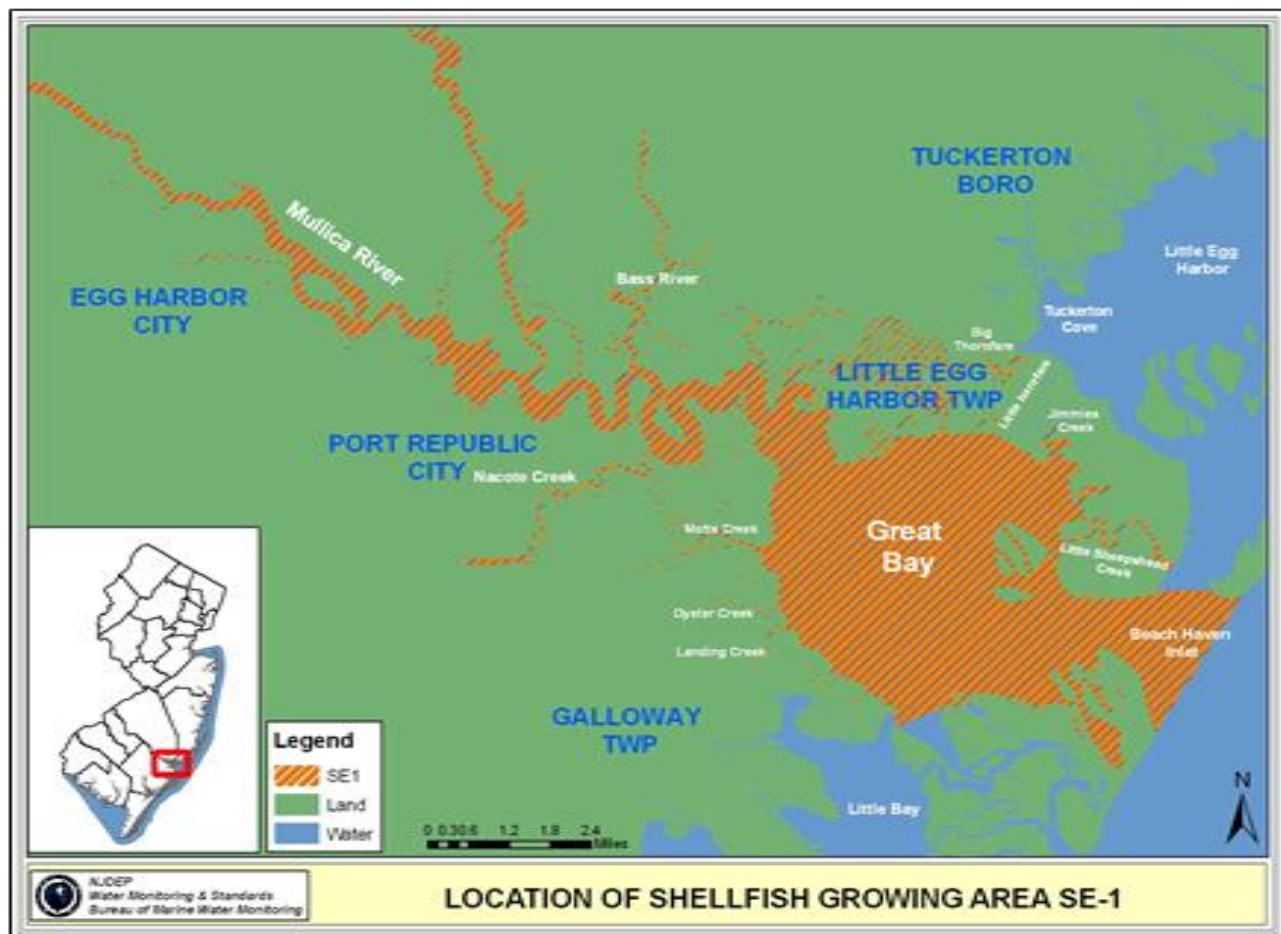 TUCKERTON
BORO
Mullica River
Little Egg
Harbor
Bass River
EGG HARBOR
CITY
Tuckerton
Cove
Big
Thorofare
LITTLE EGG
HARBOR TWP
Little
Jimmies
Creek
PORT REPUBLIC
CITY
Nacote Creek
Motts Creek
Great
Bay
Little Sheepshead
Creek
Oyster Creek
Landing Creek
Beach Haven
Inlet
GALLOWAY
TWP
Little Bay
Legend
SE1
Land
Water
0 0.30.6 1.2 1.8 2.4
Miles
N
NJDEP
Water Monitoring & Standards
Bureau of Marine Water Monitoring
LOCATION OF SHELLFISH GROWING AREA SE-1